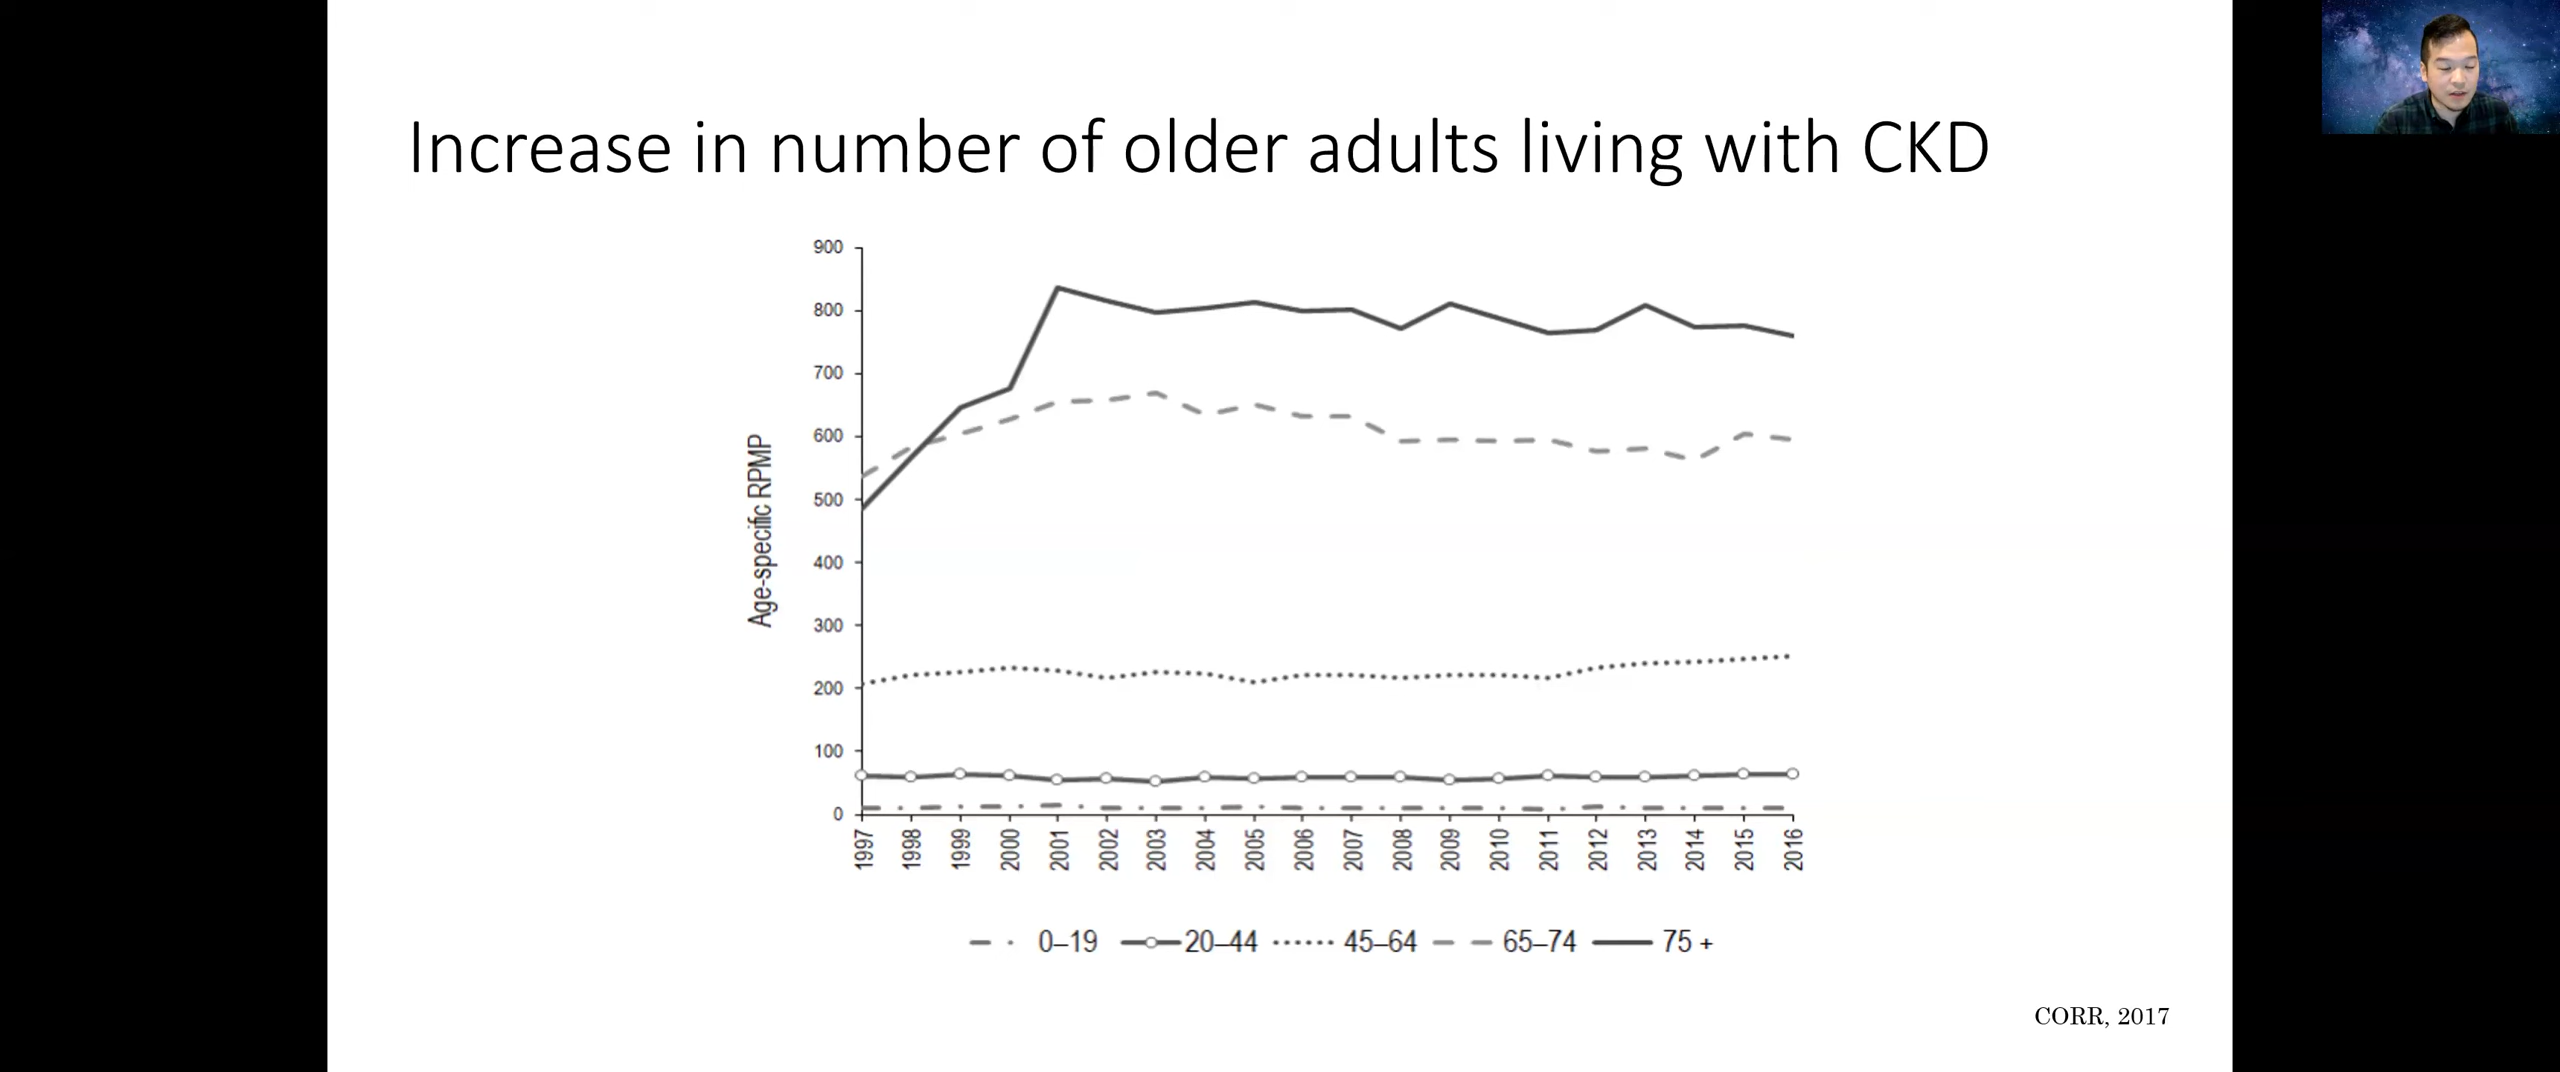 Increase in number of older adults living with CKD
Age-specific RPMP
900
800
700
600
500
400
300
200
100
0
1997 1998 1999 2000 2001 2002 2003 2004 2005 2006 2007 2008 2009 2010 2011 2012 2013 2014 2015 2016
0–19 20–44 45–64 65–74 75 +
CORR, 2017